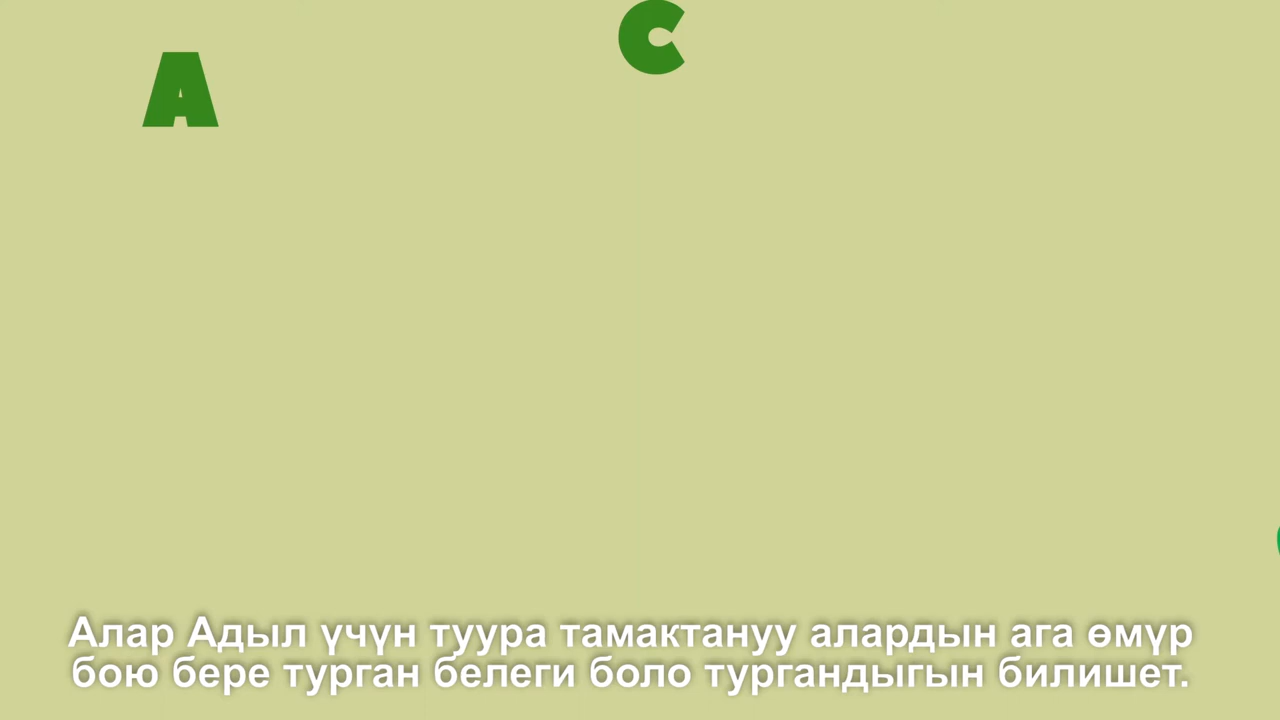 С
А
Алар Адыл үчүн туура тамактануу алардын ага өмүр
бою бере турган белеги боло тургандыгын билишет.